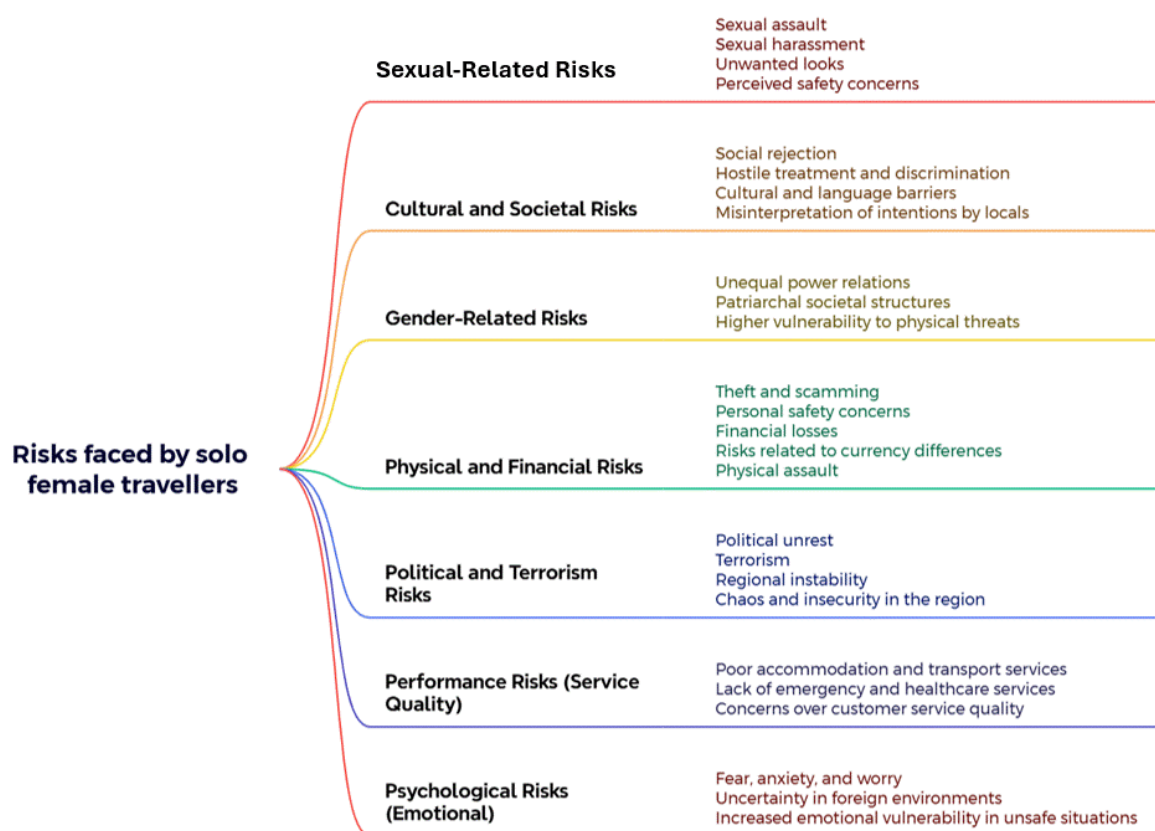 Sexual-Related Risks
Sexual assault
Sexual harassment
Unwanted looks
Perceived safety concerns
Cultural and Societal Risks
Social rejection
Hostile treatment and discrimination
Cultural and language barriers
Misinterpretation of intentions by locals
Gender-Related Risks
Unequal power relations
Patriarchal societal structures
Higher vulnerability to physical threats
Risks faced by solo
female travellers
Physical and Financial Risks
Theft and scamming
Personal safety concerns
Financial losses
Risks related to currency differences
Physical assault
Political and Terrorism
Risks
Political unrest
Terrorism
Regional instability
Chaos and insecurity in the region
Performance Risks (Service
Quality)
Poor accommodation and transport services
Lack of emergency and healthcare services
Concerns over customer service quality
Psychological Risks
(Emotional)
Fear, anxiety, and worry
Uncertainty in foreign environments
Increased emotional vulnerability in unsafe situations